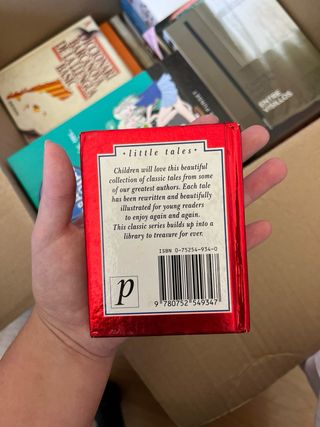 ENTRE
VISILLOS
little tales
Children will love this beautiful
collection of classic tales from some
of our greatest authors. Each tale
has been rewritten and beautifully
illustrated for young readers
to enjoy again and again.
This classic series builds up into a
library to treasure for ever.
ISBN 0-75254-934-0
p
9 780752 549347